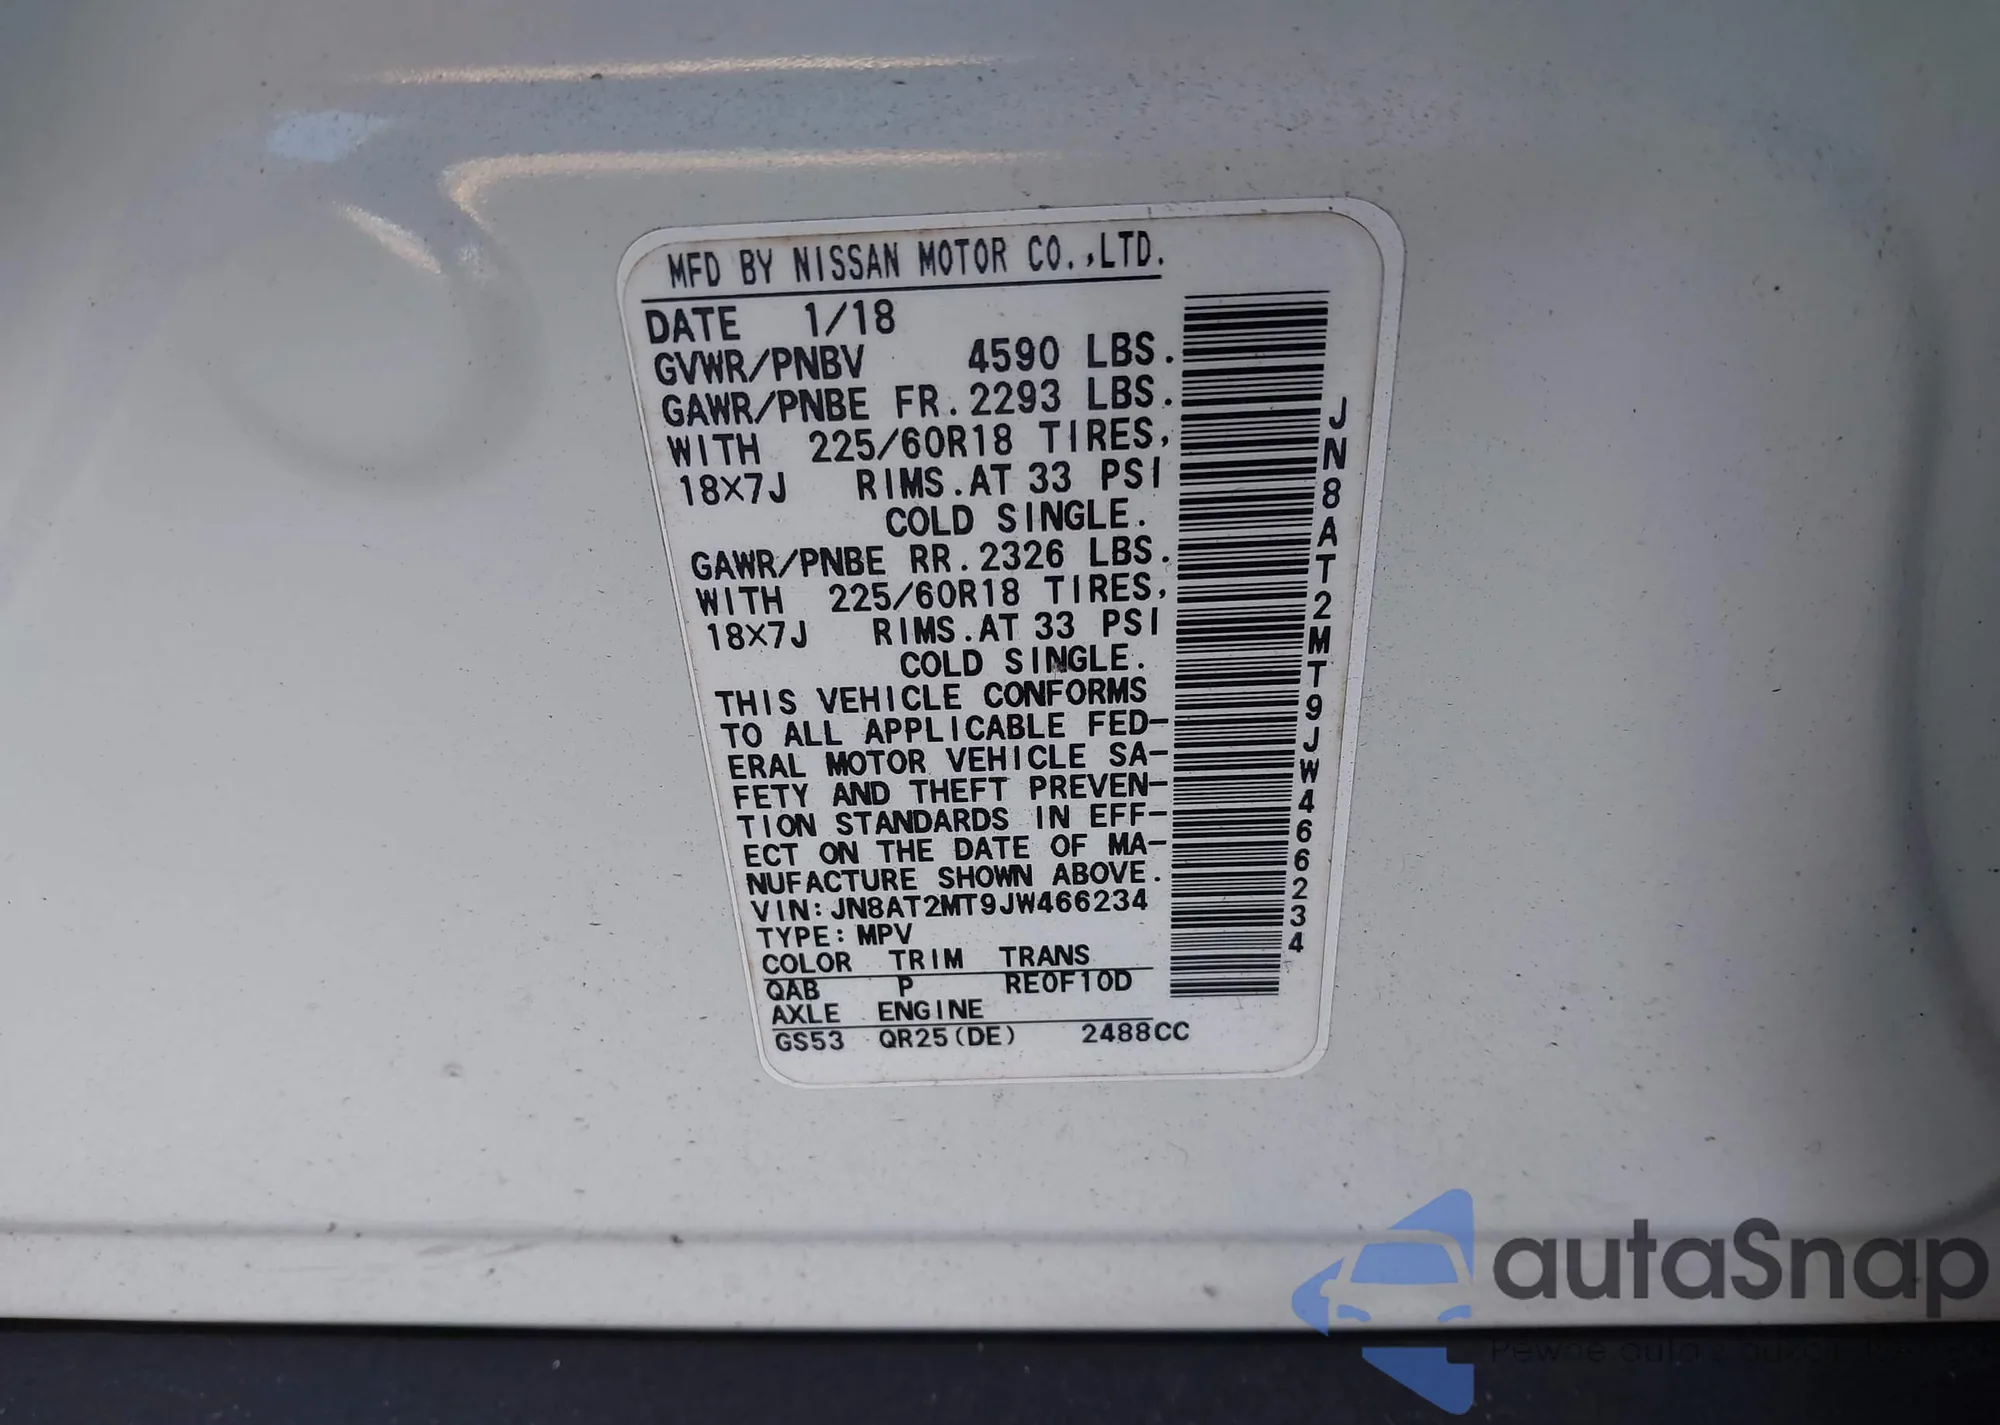 MFD BY NISSAN MOTOR CO.,LTD.
DATE 1/18
GVWR/PNBV 4590 LBS.
GAWR/PNBE FR.2293 LBS.
WITH 225/60R18 TIRES,
18X7J RIMS.AT 33 PSI
COLD SINGLE.
GAWR/PNBE RR.2326 LBS.
WITH 225/60R18 TIRES,
18X7J RIMS.AT 33 PSI
COLD SINGLE.
THIS VEHICLE CONFORMS
TO ALL APPLICABLE FED-
ERAL MOTOR VEHICLE SA-
FETY AND THEFT PREVEN-
TION STANDARDS IN EFF-
ECT ON THE DATE OF MA-
NUFACTURE SHOWN ABOVE.
VIN:JN8AT2MT9JW466234
TYPE:MPV
COLOR TRIM TRANS
QAB P RE0F10D
AXLE ENGINE
GS53 QR25(DE) 2488CC
JN8AT2MT9JW466234
autaSnap
Pewne auta